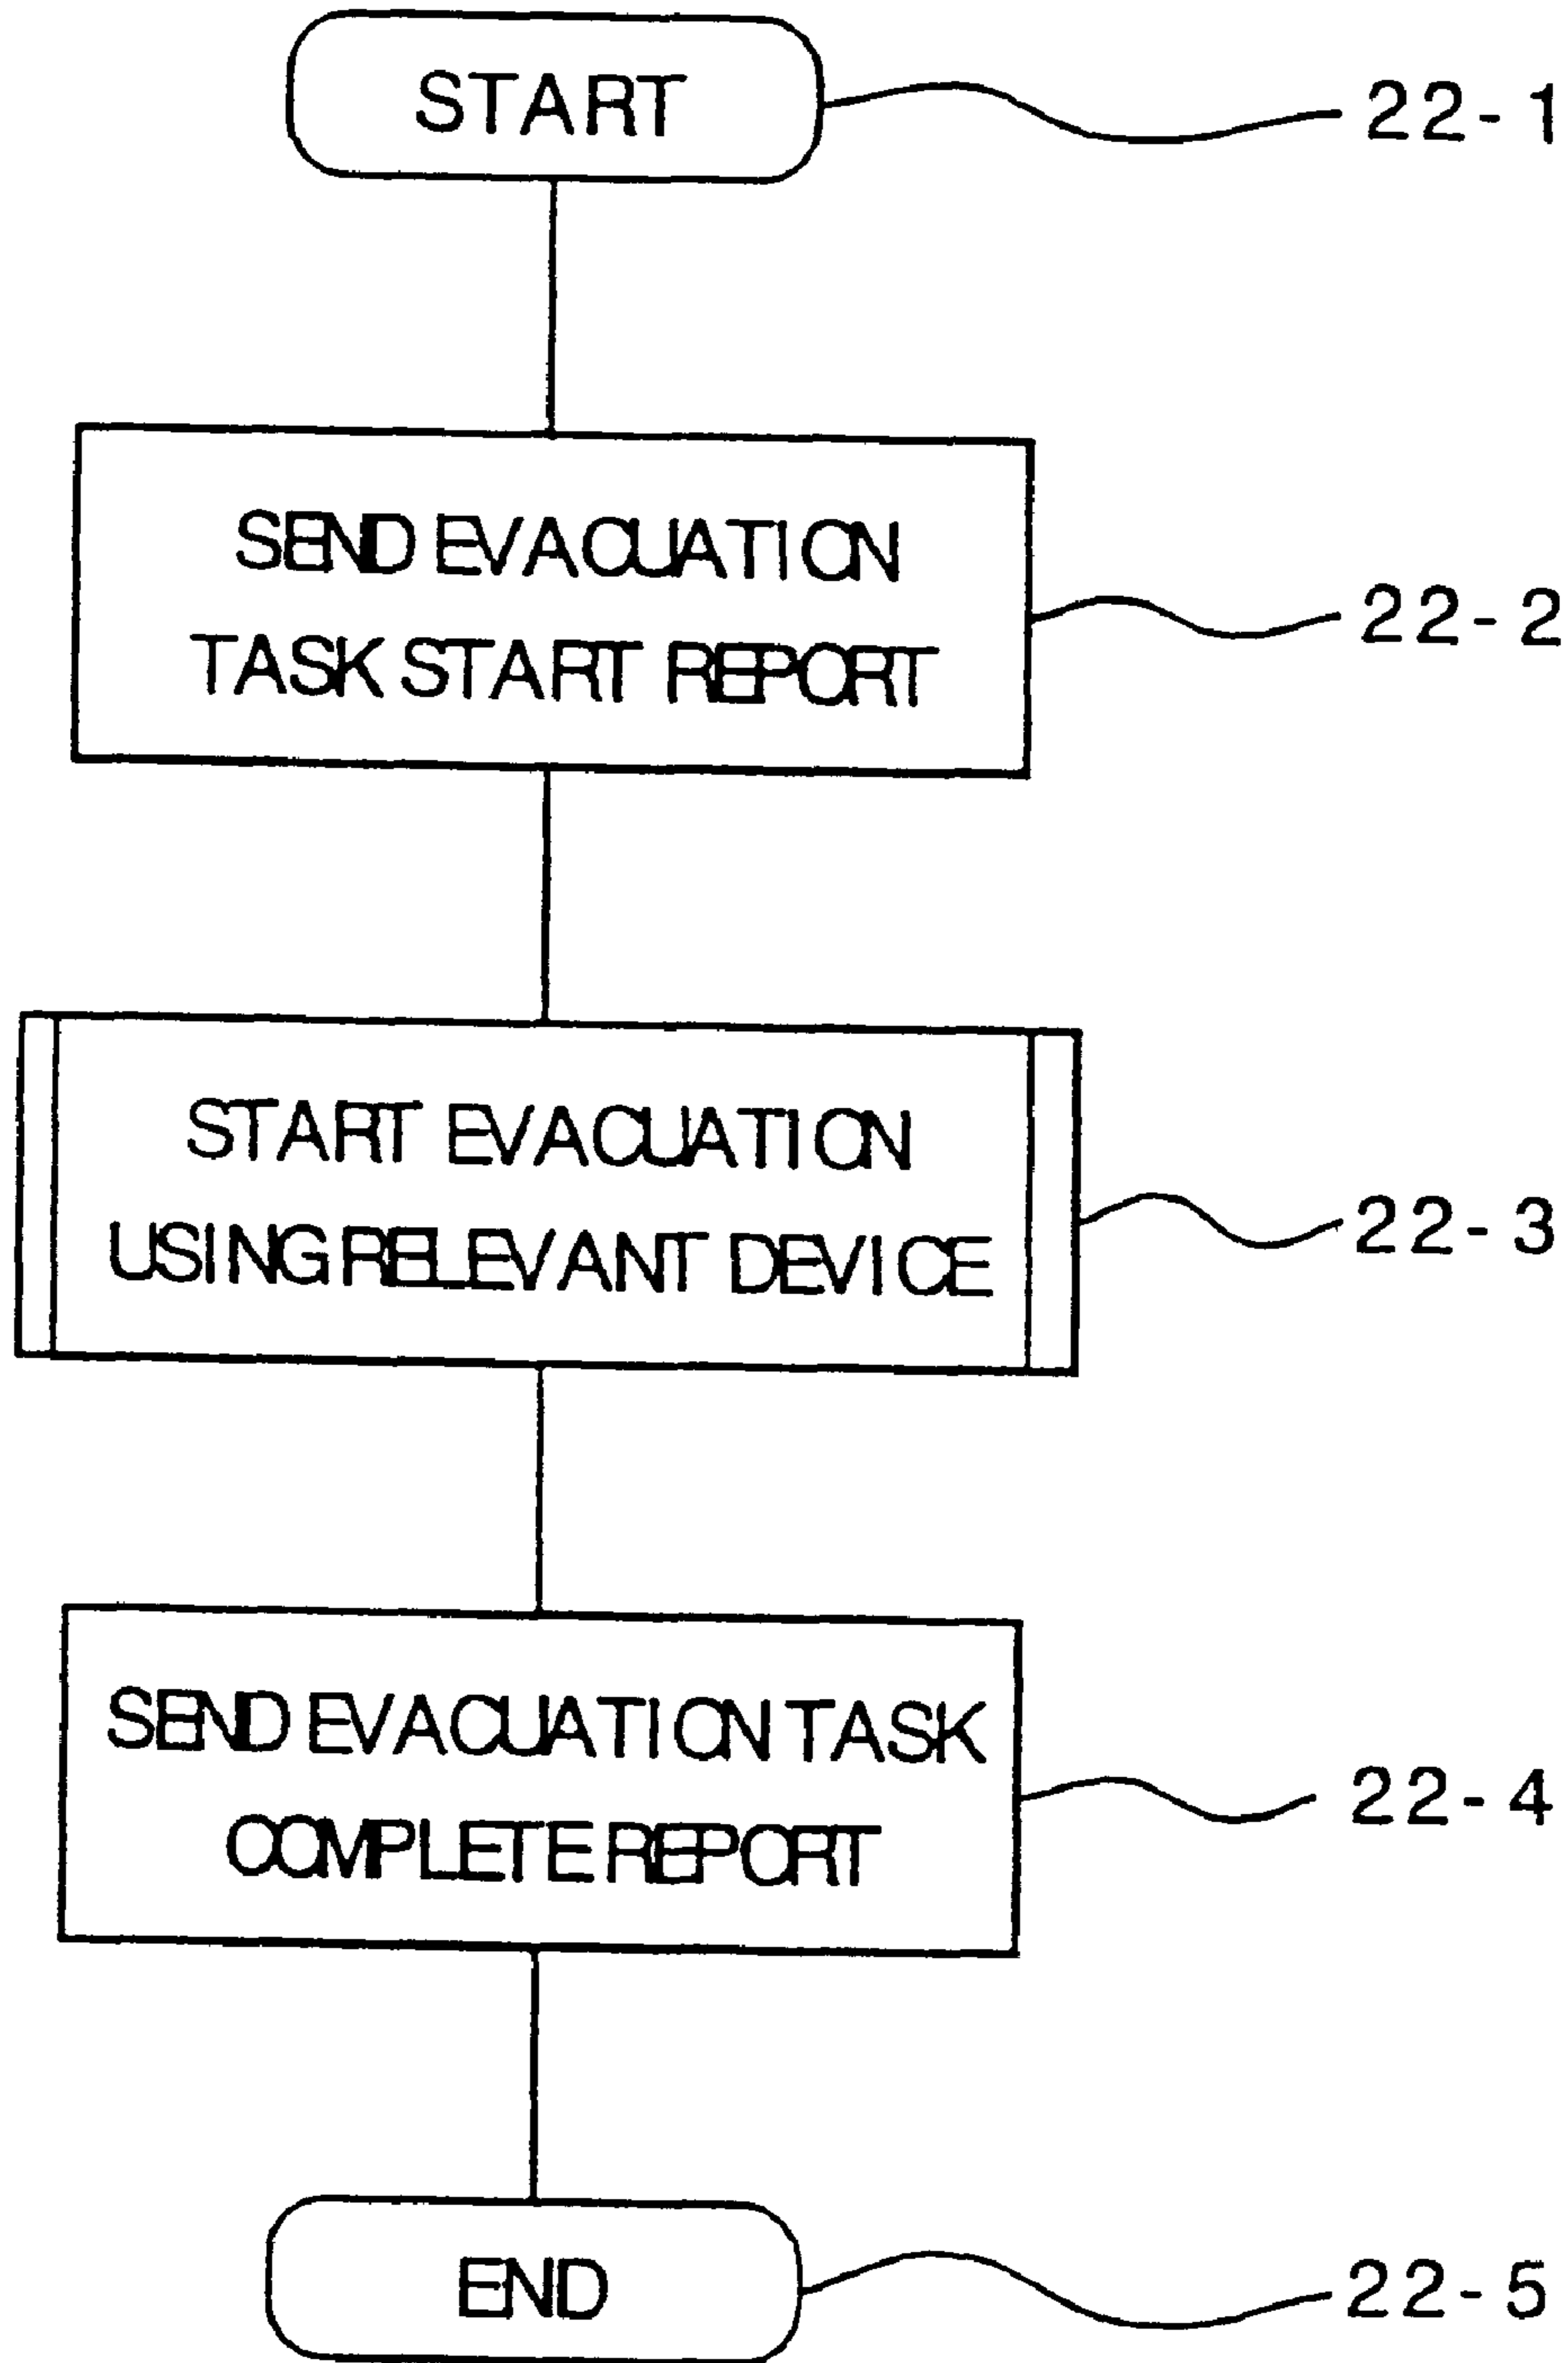 START
22-1
SEND EVACUATION
TASK START REPORT
22-2
START EVACUATION
USING RELEVANT DEVICE
22-3
SEND EVACUATION TASK
COMPLETE REPORT
22-4
END
22-5